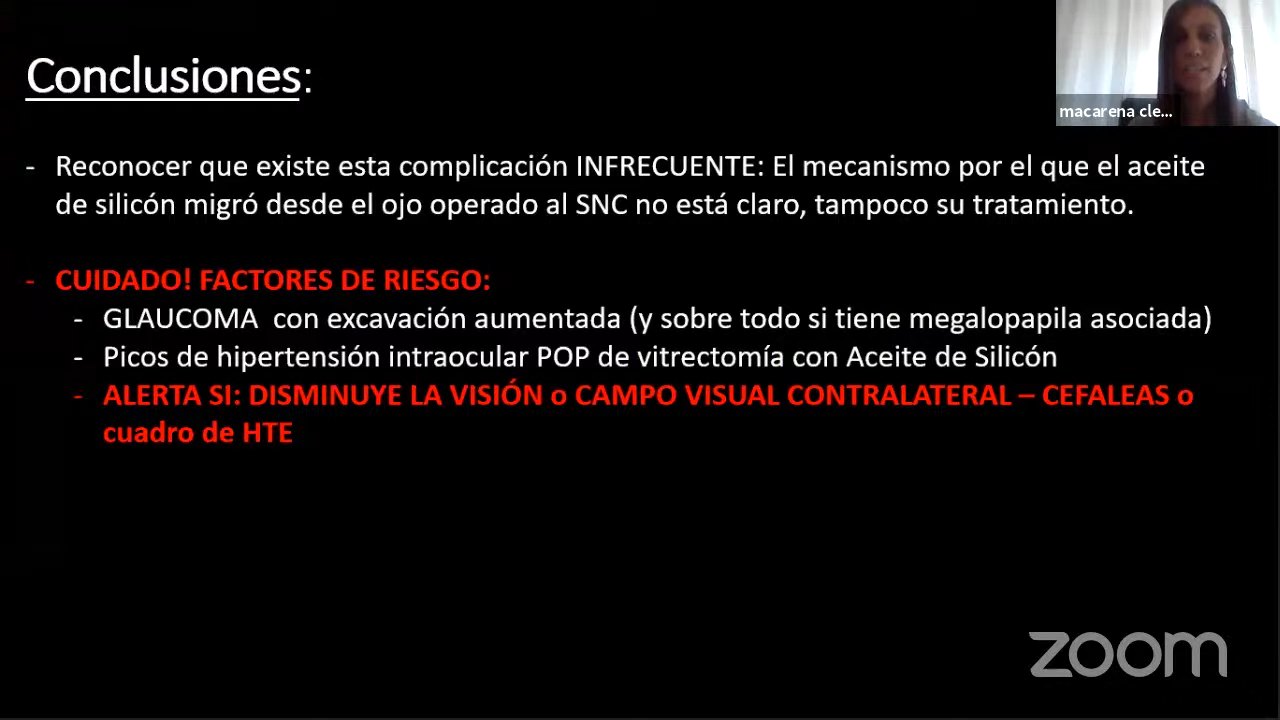 Conclusiones:
macarena cle...
- Reconocer que existe esta complicación INFRECUENTE: El mecanismo por el que el aceite
de silicón migró desde el ojo operado al SNC no está claro, tampoco su tratamiento.
- CUIDADO! FACTORES DE RIESGO:
- GLAUCOMA con excavación aumentada (y sobre todo si tiene megalopapila asociada)
- Picos de hipertensión intraocular POP de vitrectomía con Aceite de Silicón
- ALERTA SI: DISMINUYE LA VISIÓN o CAMPO VISUAL CONTRALATERAL – CEFALEAS o
cuadro de HTE
zoom